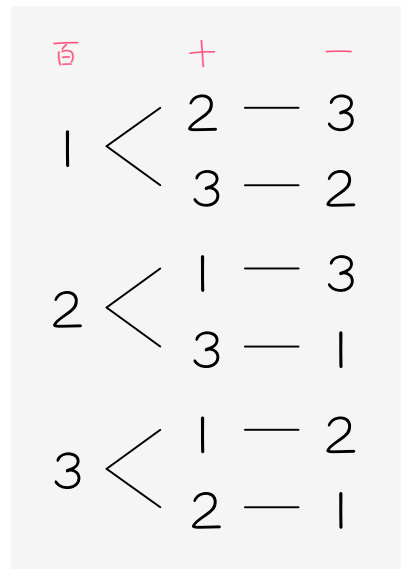 百 十 一
2 — 3
1
3 — 2
1 — 3
2
3 — 1
1 — 2
3
2 — 1